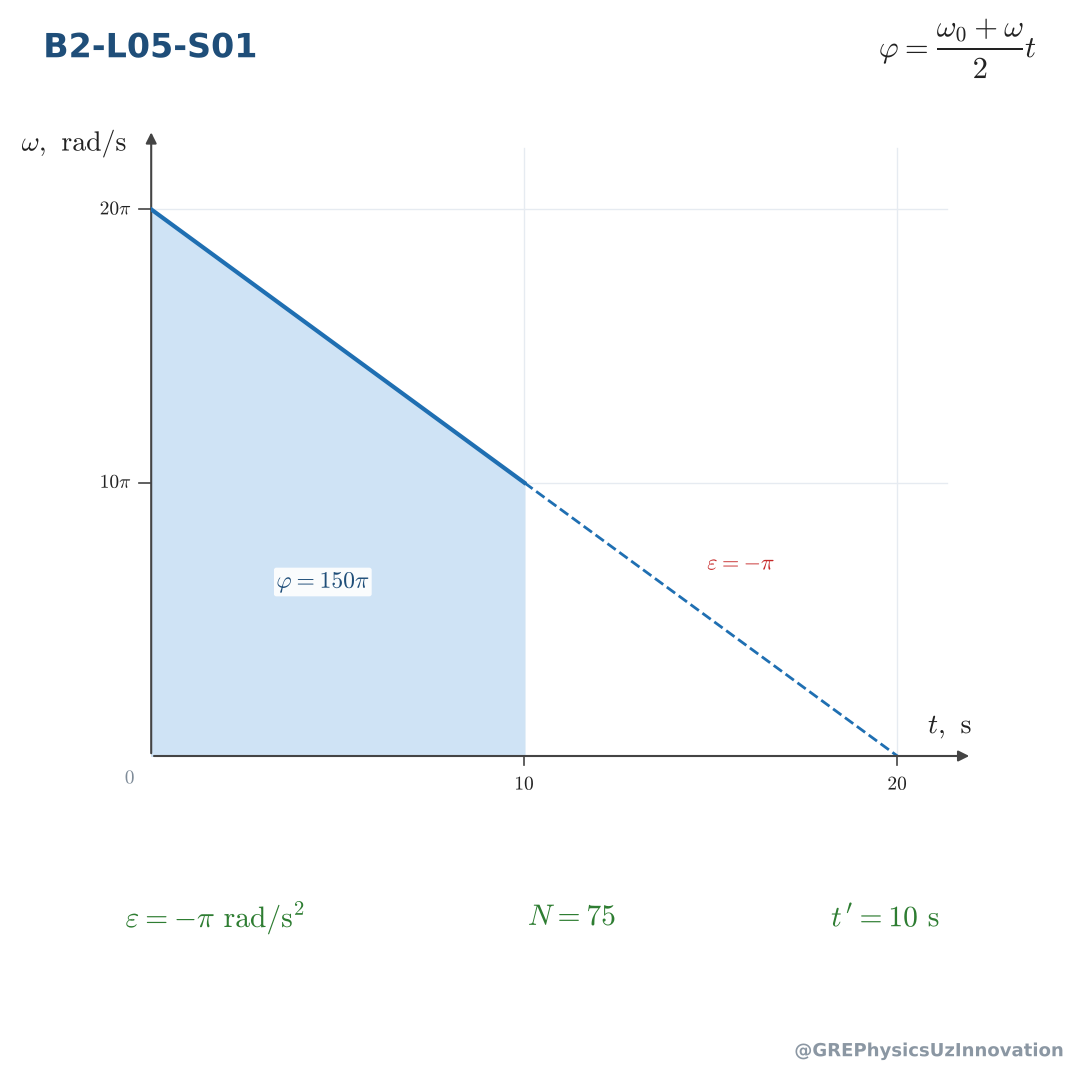 B2-L05-S01
φ = (ω₀ + ω)/2 t
ω, rad/s
20π
10π
φ = 150π
ε = −π
t, s
0
10
20
ε = −π rad/s²
N = 75
t′ = 10 s
@GREPhysicsUzInnovation